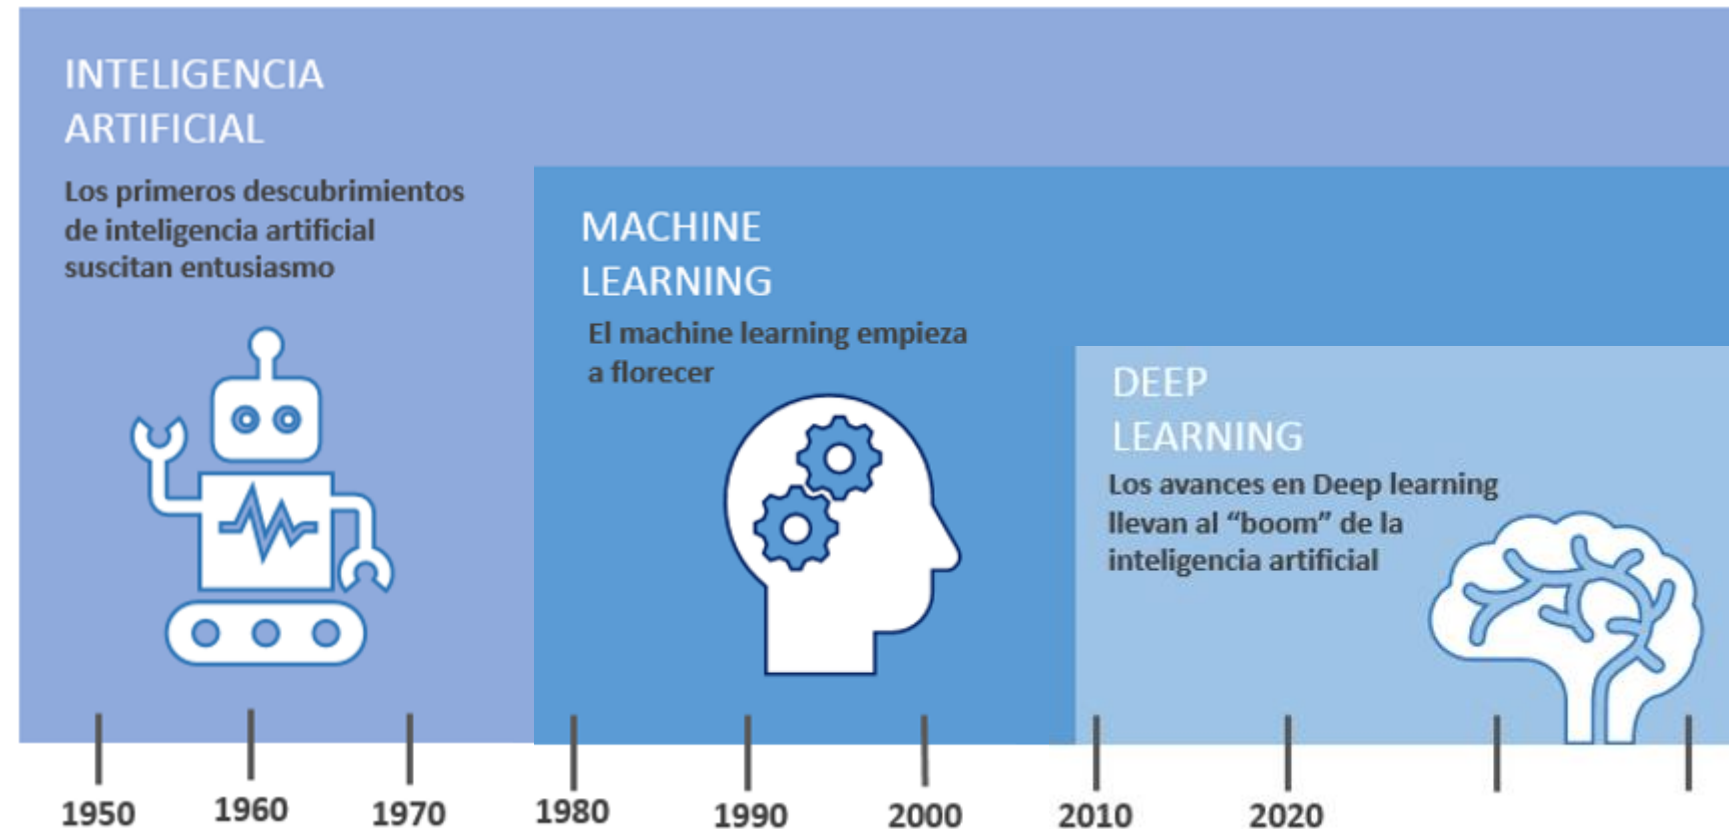 INTELIGENCIA
ARTIFICIAL
Los primeros descubrimientos
de inteligencia artificial
suscitan entusiasmo
MACHINE
LEARNING
El machine learning empieza
a florecer
DEEP
LEARNING
Los avances en Deep learning
llevan al “boom” de la
inteligencia artificial
1950 1960 1970 1980 1990 2000 2010 2020